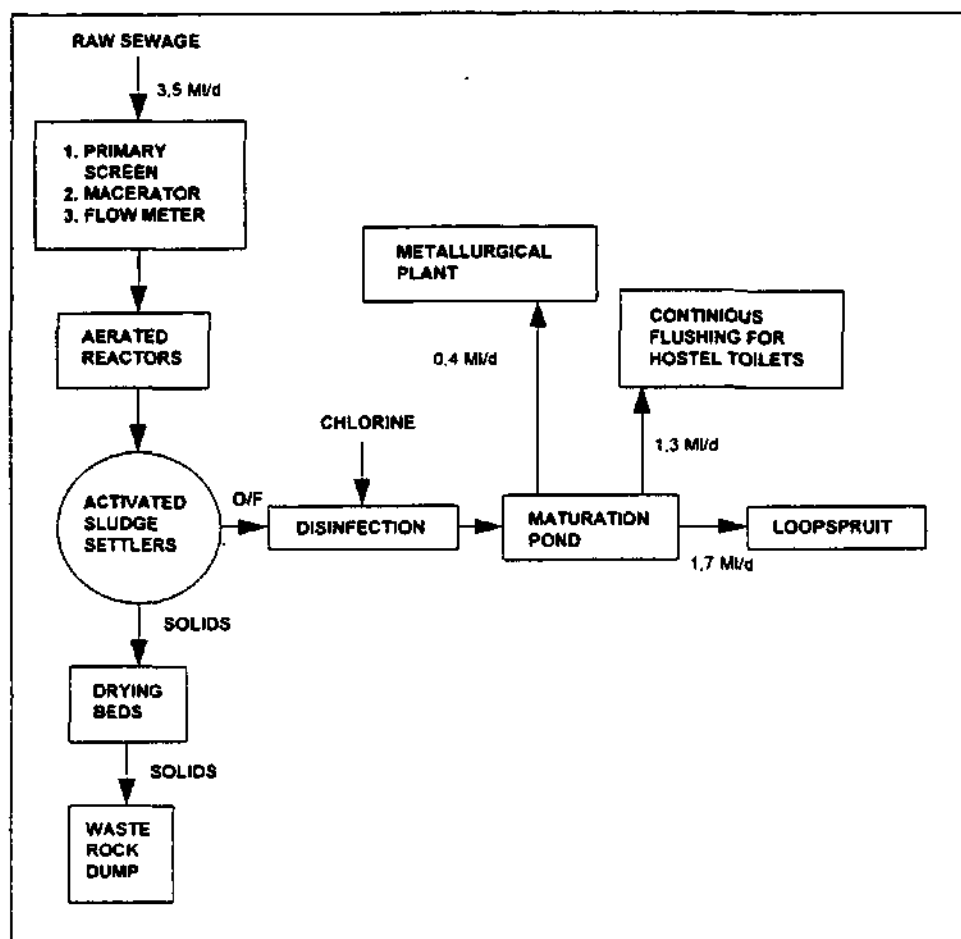 RAW SEWAGE
3,5 Ml/d
1. PRIMARY
SCREEN
2. MACERATOR
3. FLOW METER
METALLURGICAL
PLANT
CONTINIOUS
FLUSHING FOR
HOSTEL TOILETS
AERATED
REACTORS
0,4 Ml/d
CHLORINE
1,3 Ml/d
ACTIVATED
SLUDGE
SETTLERS
O/F
DISINFECTION
MATURATION
POND
LOOPSPRUIT
1,7 Ml/d
SOLIDS
DRYING
BEDS
SOLIDS
WASTE
ROCK
DUMP